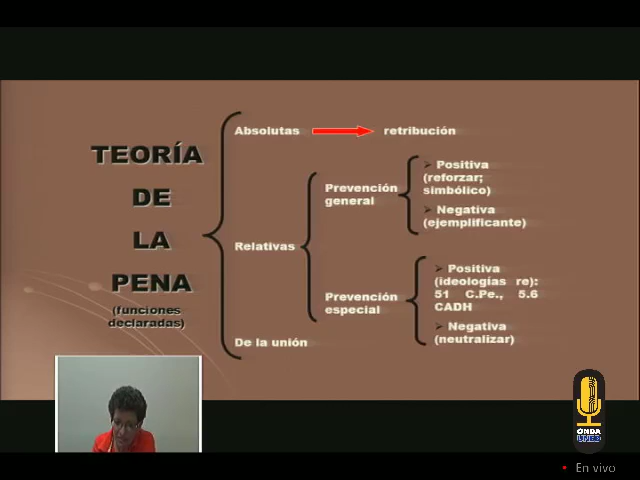 TEORÍA
DE
LA
PENA
(funciones
declaradas)
Absolutas
retribución
Relativas
Prevención
general
Positiva
(reforzar;
simbólico)
Negativa
(ejemplificante)
Prevención
especial
Positiva
(ideologías re):
51 C.Pe., 5.6
CADH
Negativa
(neutralizar)
De la unión
ONDA
UNED
En vivo